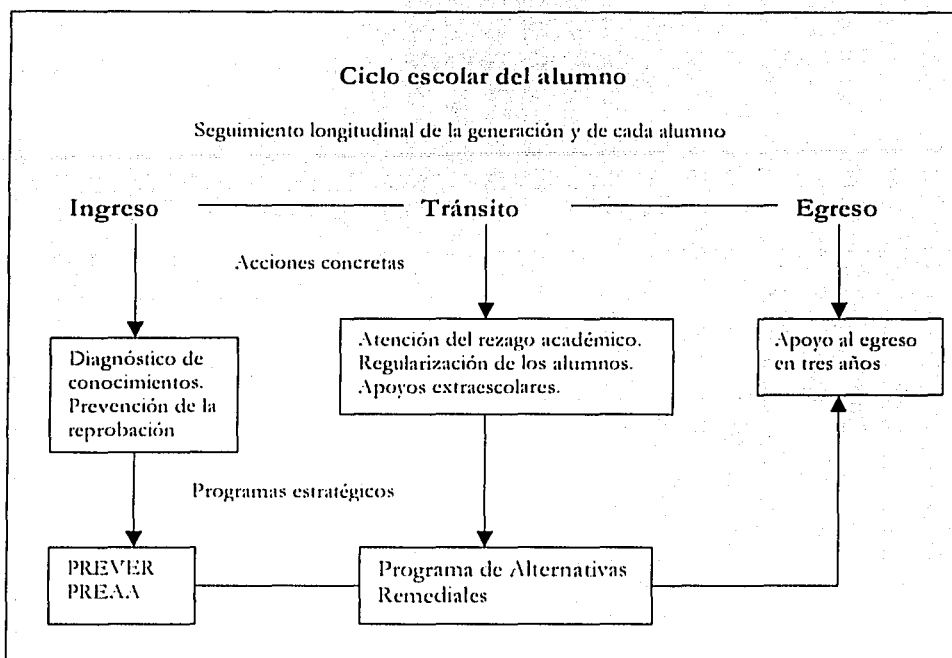 Ciclo escolar del alumno
Seguimiento longitudinal de la generación y de cada alumno
Ingreso
Tránsito
Egreso
Acciones concretas
Diagnóstico de
conocimientos.
Prevención de la
reprobación
Atención del rezago académico.
Regularización de los alumnos.
Apoyos extraescolares.
Apoyo al egreso
en tres años
Programas estratégicos
PREVER
PREAA
Programa de Alternativas
Remediales